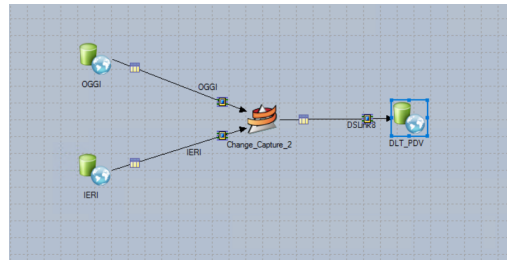 OGGI
OGGI
Change_Capture_2
DSLink8
DLT_PDV
IERI
IERI